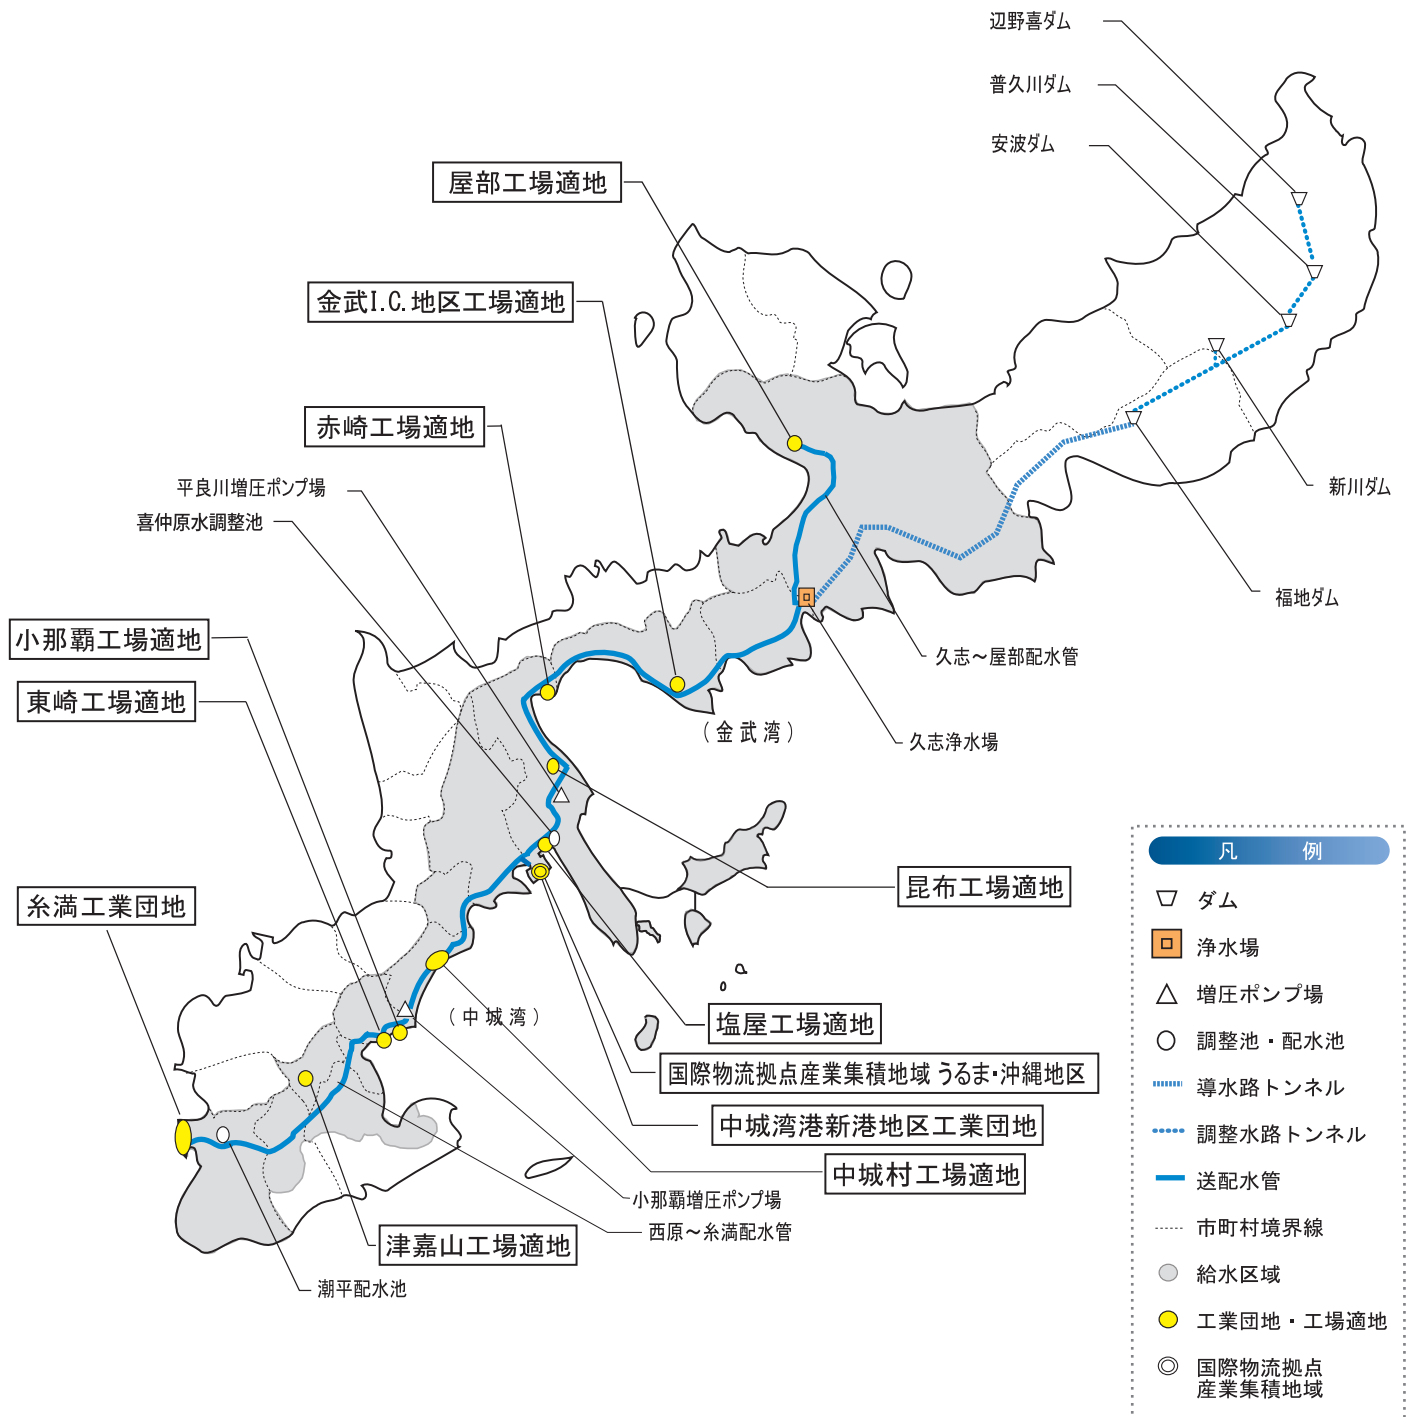 辺野喜ダム
普久川ダム
安波ダム
屋部工場適地
金武I.C.地区工場適地
赤崎工場適地
平良川増圧ポンプ場
喜仲原水調整池
新川ダム
福地ダム
小那覇工場適地
久志～屋部配水管
東崎工場適地
(金武湾)
久志浄水場
昆布工場適地
糸満工業団地
(中城湾)
塩屋工場適地
国際物流拠点産業集積地域 うるま・沖縄地区
中城湾港新港地区工業団地
中城村工場適地
小那覇増圧ポンプ場
西原～糸満配水管
津嘉山工場適地
潮平配水池
凡 例
ダム
浄水場
増圧ポンプ場
調整池・配水池
導水路トンネル
調整水路トンネル
送配水管
市町村境界線
給水区域
工業団地・工場適地
国際物流拠点
産業集積地域